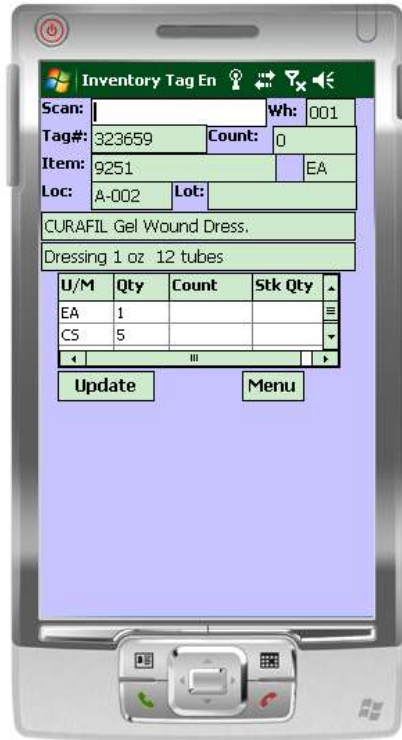 Inventory Tag En
Scan: Wh: 001
Tag#: 323659 Count: 0
Item: 9251 EA
Loc: A-002 Lot:
CURAFIL Gel Wound Dress.
Dressing 1 oz 12 tubes
U/M Qty Count Stk Qty
EA 1
CS 5
Update Menu